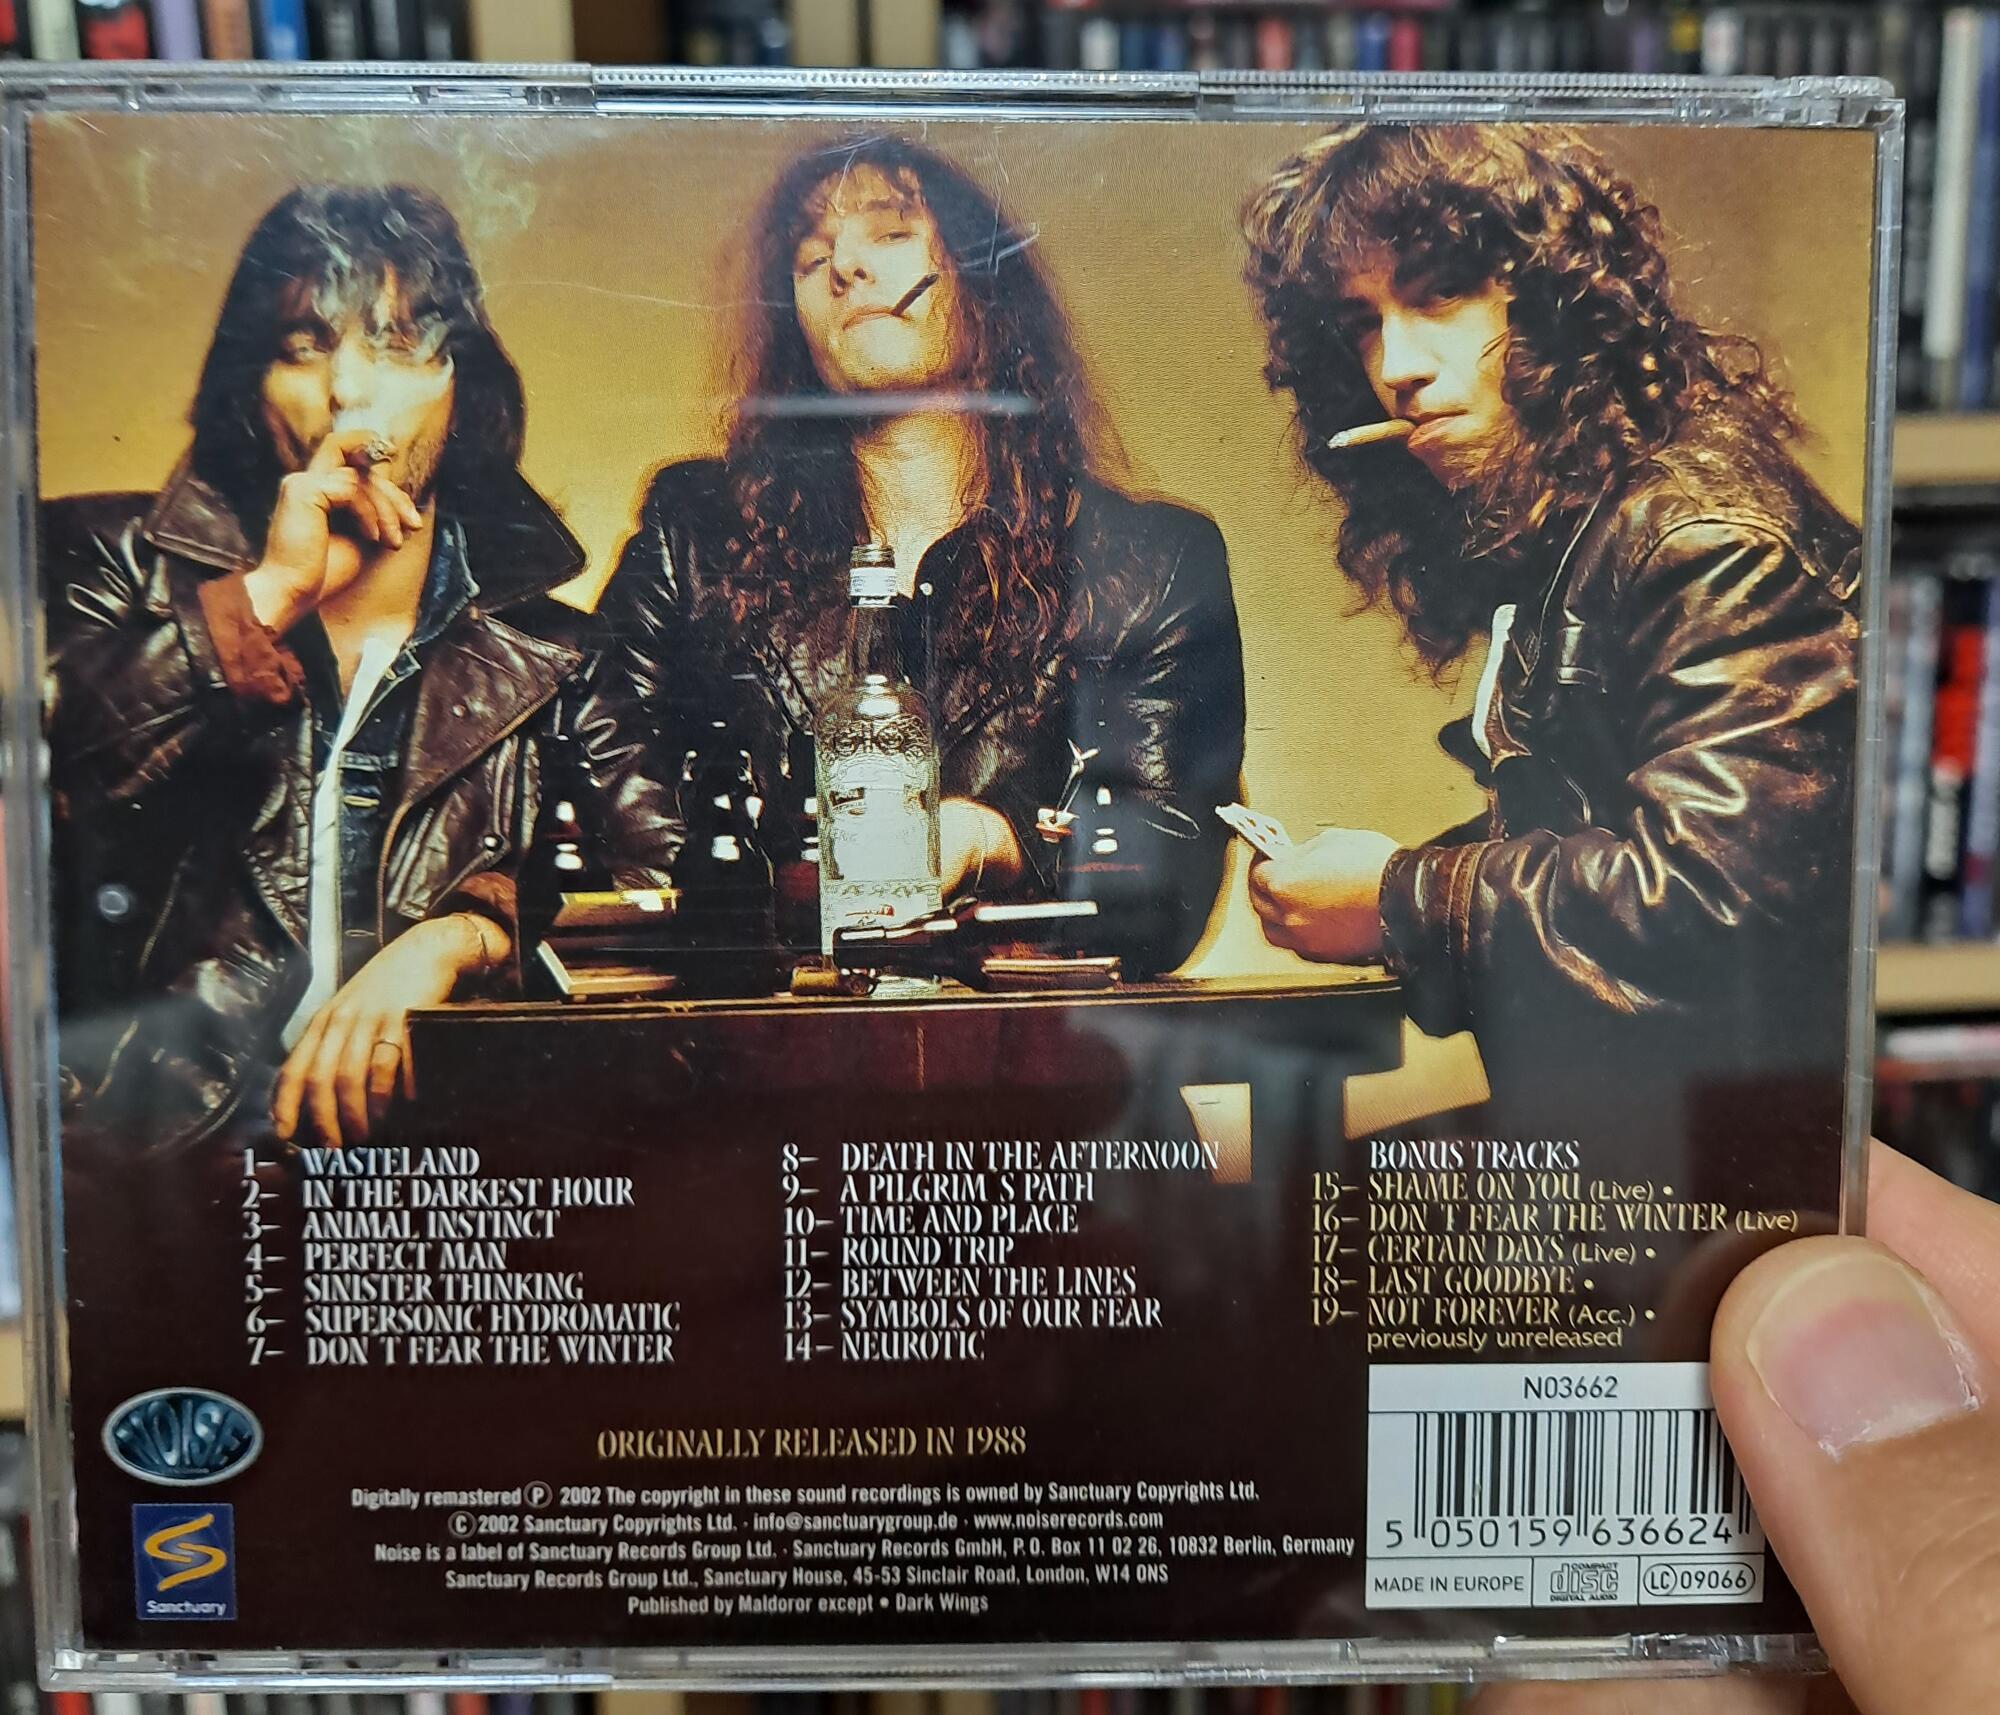 1- WASTELAND
2- IN THE DARKEST HOUR
3- ANIMAL INSTINCT
4- PERFECT MAN
5- SINISTER THINKING
6- SUPERSONIC HYDROMATIC
7- DON´T FEAR THE WINTER
8- DEATH IN THE AFTERNOON
9- A PILGRIM´S PATH
10- TIME AND PLACE
11- ROUND TRIP
12- BETWEEN THE LINES
13- SYMBOLS OF OUR FEAR
14- NEUROTIC
BONUS TRACKS
15- SHAME ON YOU (Live) •
16- DON´T FEAR THE WINTER (Live)
17- CERTAIN DAYS (Live) •
18- LAST GOODBYE •
19- NOT FOREVER (Acc.) •
previously unreleased
N03662
5 050159 636624
MADE IN EUROPE
COMPACT
disc
DIGITAL AUDIO
LC 09066
NOISE
Sanctuary
ORIGINALLY RELEASED IN 1988
Digitally remastered Ⓟ 2002 The copyright in these sound recordings is owned by Sanctuary Copyrights Ltd.
© 2002 Sanctuary Copyrights Ltd. · info@sanctuarygroup.de · www.noiserecords.com
Noise is a label of Sanctuary Records Group Ltd. · Sanctuary Records GmbH, P.O. Box 11 02 26, 10832 Berlin, Germany
Sanctuary Records Group Ltd., Sanctuary House, 45-53 Sinclair Road, London, W14 0NS
Published by Maldoror except • Dark Wings